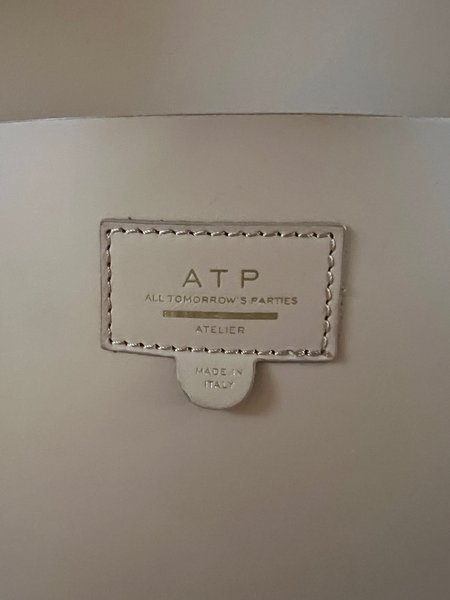 ATP
ALL TOMORROW'S PARTIES
ATELIER
MADE IN
ITALY